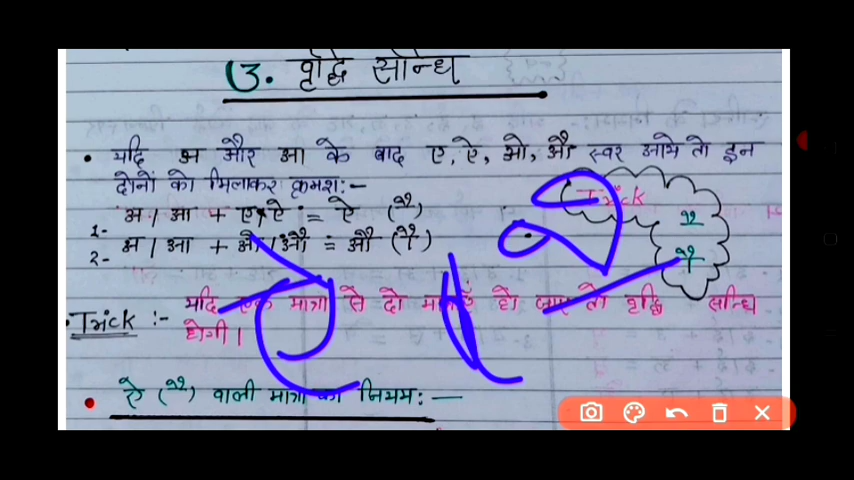 3. वृद्धि सन्धि
• यदि अ और आ के बाद ए, ऐ, ओ, औ स्वर आये तो इन
दोनों को मिलाकर क्रमशः:-
1- अ / आ + ए/ऐ = ऐ (ै)
2- अ / आ + ओ/औ = औ (ौ)
Trick
ै
ौ
• Trick :- यदि एक मात्रा से दो मात्राएं हो जाए तो वृद्धि सन्धि
होगी।
• ऐ (ै) वाली मात्रा का नियम: —